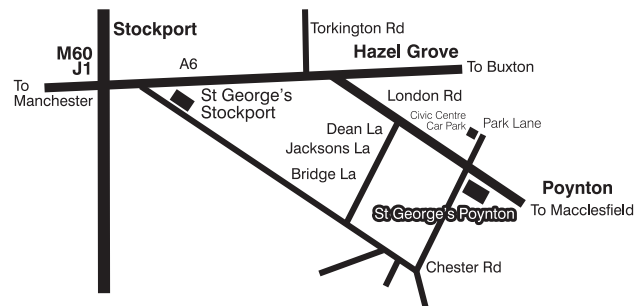 Stockport
Torkington Rd
M60
J1
Hazel Grove
A6
To Buxton
To
Manchester
St George's
Stockport
London Rd
Civic Centre
Car Park
Park Lane
Dean La
Jacksons La
Bridge La
Poynton
St George's Poynton
To Macclesfield
Chester Rd